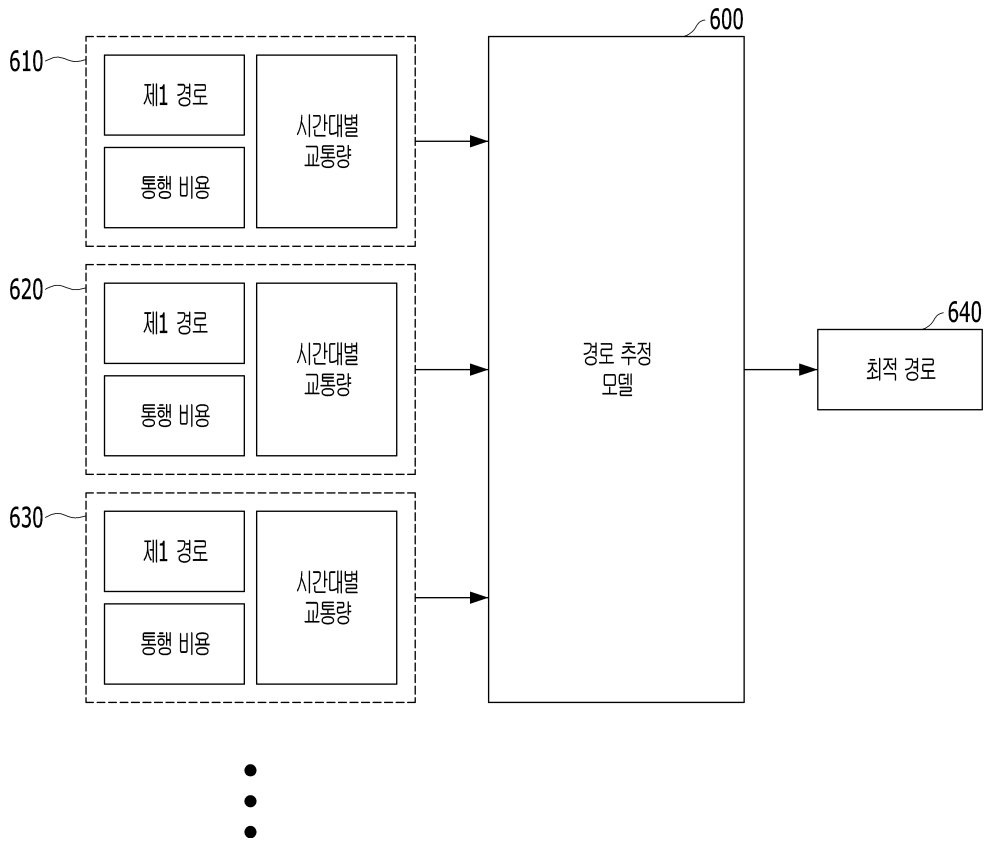 600
610
제1 경로
통행 비용
시간대별
교통량
620
제1 경로
통행 비용
시간대별
교통량
630
제1 경로
통행 비용
시간대별
교통량
경로 추정
모델
640
최적 경로